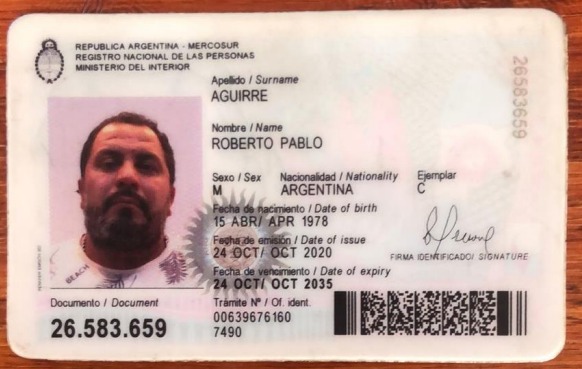 REPUBLICA ARGENTINA - MERCOSUR
REGISTRO NACIONAL DE LAS PERSONAS
MINISTERIO DEL INTERIOR
Apellido / Surname
AGUIRRE
Nombre / Name
ROBERTO PABLO
Sexo / Sex Nacionalidad / Nationality Ejemplar
M ARGENTINA C
Fecha de nacimiento / Date of birth
15 ABR/ APR 1978
Fecha de emisión / Date of issue
24 OCT/ OCT 2020
FIRMA IDENTIFICADO/ SIGNATURE
Fecha de vencimiento / Date of expiry
24 OCT/ OCT 2035
Documento / Document
26.583.659
Trámite Nº / Of. ident.
00639676160
7490
26583659
BEACH